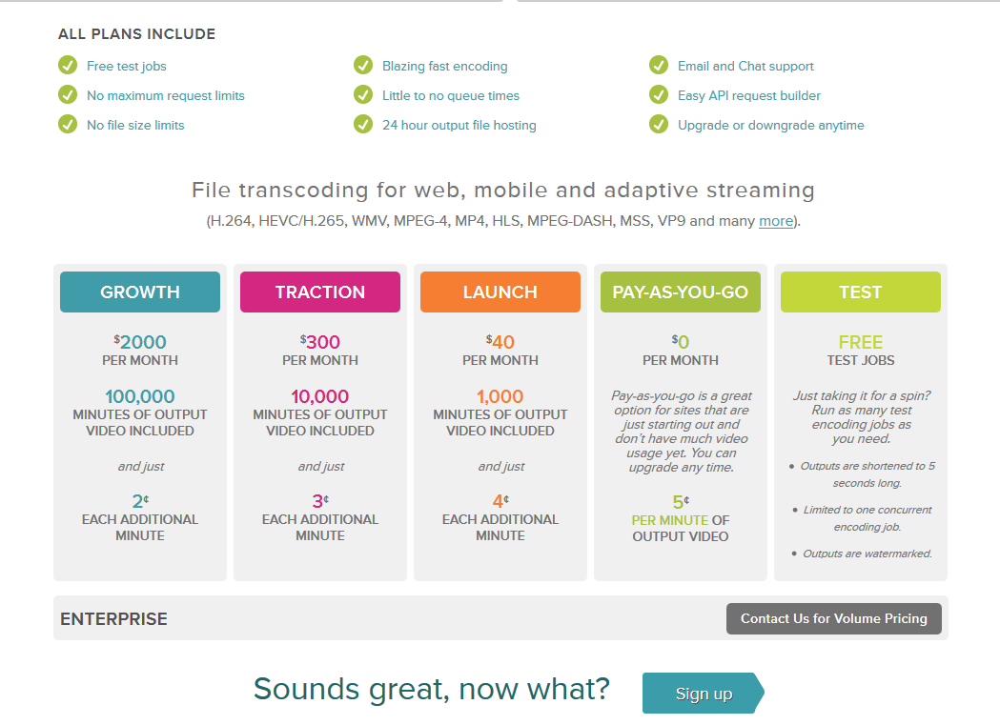 ALL PLANS INCLUDE
Free test jobs
No maximum request limits
No file size limits
Blazing fast encoding
Little to no queue times
24 hour output file hosting
Email and Chat support
Easy API request builder
Upgrade or downgrade anytime
File transcoding for web, mobile and adaptive streaming
(H.264, HEVC/H.265, WMV, MPEG-4, MP4, HLS, MPEG-DASH, MSS, VP9 and many more).
GROWTH
$2000
PER MONTH
100,000
MINUTES OF OUTPUT
VIDEO INCLUDED
and just
2¢
EACH ADDITIONAL
MINUTE
TRACTION
$300
PER MONTH
10,000
MINUTES OF OUTPUT
VIDEO INCLUDED
and just
3¢
EACH ADDITIONAL
MINUTE
LAUNCH
$40
PER MONTH
1,000
MINUTES OF OUTPUT
VIDEO INCLUDED
and just
4¢
EACH ADDITIONAL
MINUTE
PAY-AS-YOU-GO
$0
PER MONTH
Pay-as-you-go is a great
option for sites that are
just starting out and
don't have much video
usage yet. You can
upgrade any time.
5¢
PER MINUTE OF
OUTPUT VIDEO
TEST
FREE
TEST JOBS
Just taking it for a spin?
Run as many test
encoding jobs as
you need.
• Outputs are shortened to 5
seconds long.
• Limited to one concurrent
encoding job.
• Outputs are watermarked.
ENTERPRISE
Contact Us for Volume Pricing
Sounds great, now what?
Sign up